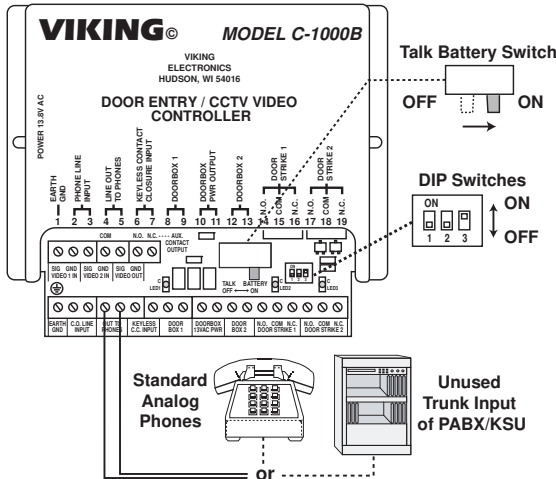 VIKING©
MODEL C-1000B
VIKING
ELECTRONICS
HUDSON, WI 54016
DOOR ENTRY / CCTV VIDEO
CONTROLLER
POWER 13.8V AC
Talk Battery Switch
OFF
ON
DIP Switches
ON
1 2 3
ON
OFF
EARTH
GND
PHONE LINE
INPUT
LINE OUT
TO PHONES
KEYLESS CONTACT
CLOSURE INPUT
DOORBOX 1
DOORBOX
PWR OUTPUT
DOORBOX 2
DOOR
STRIKE 1
N.O.
COM
N.C.
DOOR
STRIKE 2
N.O.
COM
N.C.
1 2 3 4 5 6 7 8 9 10 11 12 13 14 15 16 17 18 19
COM
N.O. N.C. ---- AUX.
CONTACT
OUTPUT
SIG GND SIG GND SIG GND
VIDEO 1 IN VIDEO 2 IN VIDEO OUT
C
LED1
TALK BATTERY
OFF ←→ ON
C
LED2
ON
1 2 3
C
LED3
EARTH
GND
C.O. LINE
INPUT
OUT TO
PHONES
KEYLESS
C.C. INPUT
DOOR
BOX 1
DOORBOX
13VAC PWR
DOOR
BOX 2
N.O. COM N.C.
DOOR STRIKE 1
N.O. COM N.C.
DOOR STRIKE 2
Standard
Analog
Phones
Unused
Trunk Input
of PABX/KSU
or